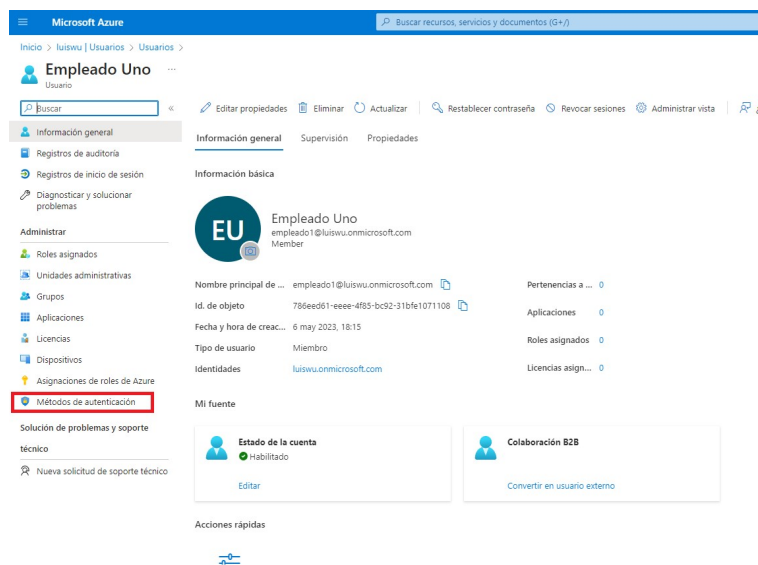 Microsoft Azure
Buscar recursos, servicios y documentos (G+/)
Inicio > luiswu | Usuarios > Usuarios >
Empleado Uno ...
Usuario
Buscar
«
Editar propiedades
Eliminar
Actualizar
Restablecer contraseña
Revocar sesiones
Administrar vista
Información general
Registros de auditoría
Registros de inicio de sesión
Diagnosticar y solucionar
problemas
Administrar
Roles asignados
Unidades administrativas
Grupos
Aplicaciones
Licencias
Dispositivos
Asignaciones de roles de Azure
Métodos de autenticación
Solución de problemas y soporte
técnico
Nueva solicitud de soporte técnico
Información general Supervisión Propiedades
Información básica
EU
Empleado Uno
empleado1@luiswu.onmicrosoft.com
Member
Nombre principal de ... empleado1@luiswu.onmicrosoft.com
Id. de objeto 786eed61-eeee-4f85-bc92-31bfe1071108
Fecha y hora de creac... 6 may 2023, 18:15
Tipo de usuario Miembro
Identidades luiswu.onmicrosoft.com
Pertenencias a ... 0
Aplicaciones 0
Roles asignados 0
Licencias asign... 0
Mi fuente
Estado de la cuenta
Habilitado
Editar
Colaboración B2B
Convertir en usuario externo
Acciones rápidas